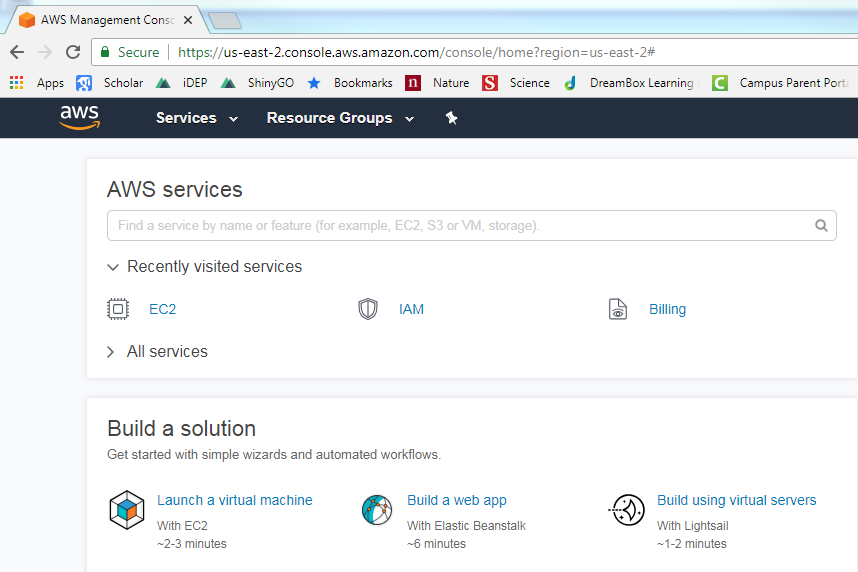 AWS Management Consc
Secure https://us-east-2.console.aws.amazon.com/console/home?region=us-east-2#
Apps Scholar iDEP ShinyGO Bookmarks n Nature S Science d DreamBox Learning C Campus Parent Porta
aws Services Resource Groups
AWS services
Find a service by name or feature (for example, EC2, S3 or VM, storage).
Recently visited services
EC2 IAM Billing
All services
Build a solution
Get started with simple wizards and automated workflows.
Launch a virtual machine Build a web app Build using virtual servers
With EC2 With Elastic Beanstalk With Lightsail
~2-3 minutes ~6 minutes ~1-2 minutes